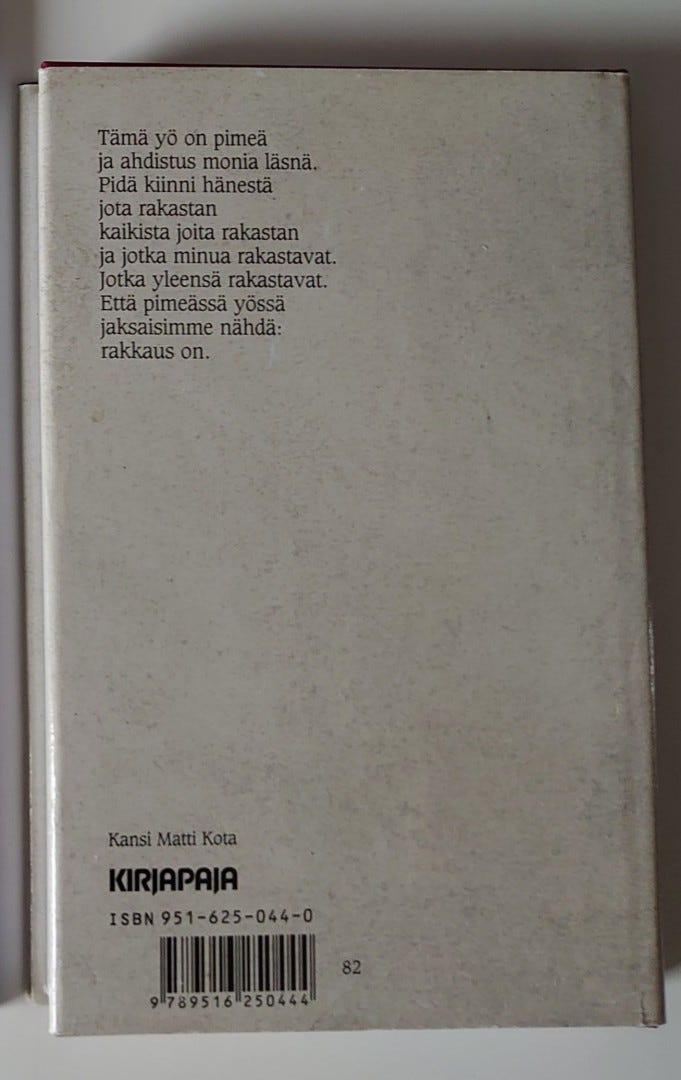 Tämä yö on pimeä
ja ahdistus monia läsnä.
Pidä kiinni hänestä
jota rakastan
kaikista joita rakastan
ja jotka minua rakastavat.
Jotka yleensä rakastavat.
Että pimeässä yössä
jaksaisimme nähdä:
rakkaus on.
Kansi Matti Kota
KIRJAPAJA
ISBN 951-625-044-0
82
9 789516 250444